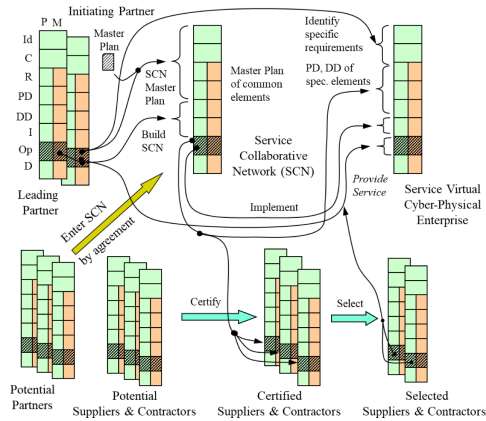 Initiating Partner
P M
Master
Plan
Id
C
R
PD
DD
I
Op
D
Leading
Partner
SCN
Master
Plan
Build
SCN
Master Plan
of common
elements
Service
Collaborative
Network (SCN)
Identify
specific
requirements
PD, DD of
spec. elements
Implement
Provide
Service
Service Virtual
Cyber-Physical
Enterprise
Enter SCN
by agreement
Certify
Select
Potential
Partners
Potential
Suppliers & Contractors
Certified
Suppliers & Contractors
Selected
Suppliers & Contractors